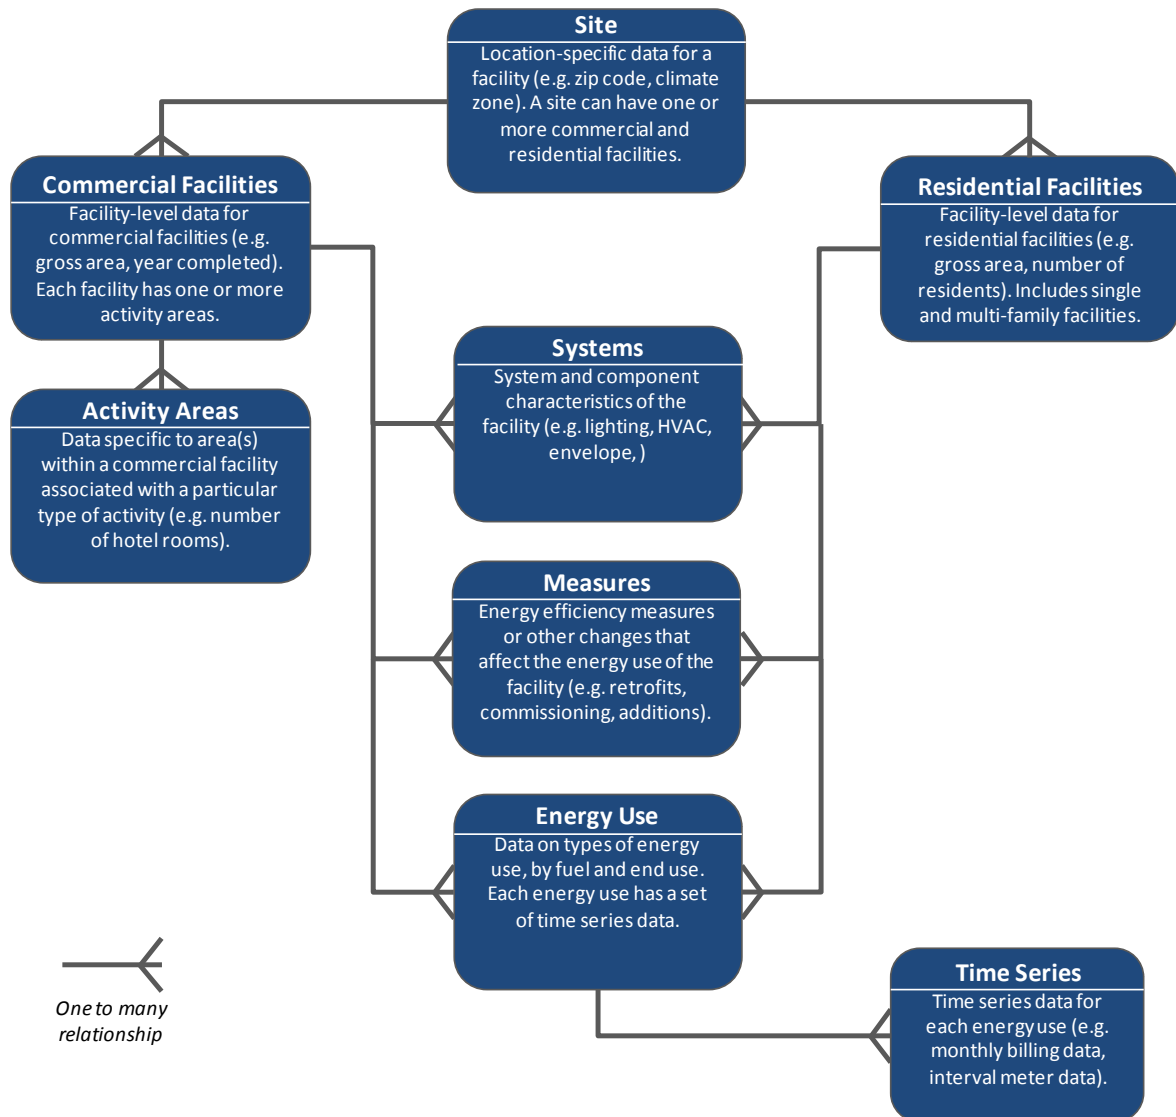 Site
Location-specific data for a
facility (e.g. zip code, climate
zone). A site can have one or
more commercial and
residential facilities.
Commercial Facilities
Facility-level data for
commercial facilities (e.g.
gross area, year completed).
Each facility has one or more
activity areas.
Residential Facilities
Facility-level data for
residential facilities (e.g.
gross area, number of
residents). Includes single
and multi-family facilities.
Systems
System and component
characteristics of the
facility (e.g. lighting, HVAC,
envelope, )
Activity Areas
Data specific to area(s)
within a commercial facility
associated with a particular
type of activity (e.g. number
of hotel rooms).
Measures
Energy efficiency measures
or other changes that
affect the energy use of the
facility (e.g. retrofits,
commissioning, additions).
Energy Use
Data on types of energy
use, by fuel and end use.
Each energy use has a set
of time series data.
One to many
relationship
Time Series
Time series data for
each energy use (e.g.
monthly billing data,
interval meter data).